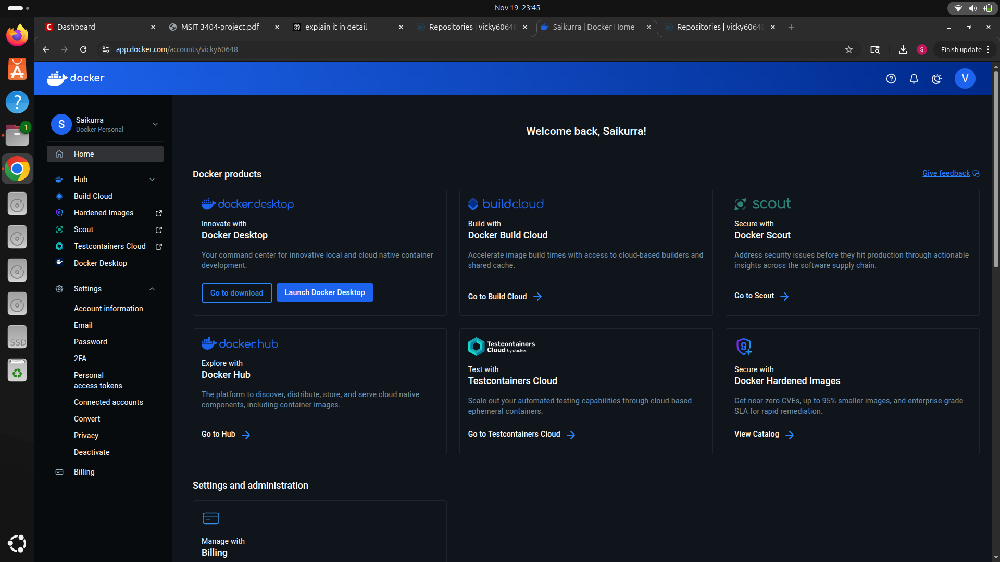 Nov 19 23:45
Dashboard
MSIT 3404-project.pdf
explain it in detail
Repositories | vicky60648
Saikurra | Docker Home
Repositories | vicky60648
app.docker.com/accounts/vicky60648
S
Finish update
docker
V
1
SSD
S
Saikurra
Docker Personal
Home
Hub
Build Cloud
Hardened Images
Scout
Testcontainers Cloud
Docker Desktop
Settings
Account information
Email
Password
2FA
Personal
access tokens
Connected accounts
Convert
Privacy
Deactivate
Billing
Welcome back, Saikurra!
Docker products
Give feedback
docker.desktop
Innovate with
Docker Desktop
Your command center for innovative local and cloud native container
development.
Go to download
Launch Docker Desktop
buildcloud
Build with
Docker Build Cloud
Accelerate image build times with access to cloud-based builders and
shared cache.
Go to Build Cloud
scout
Secure with
Docker Scout
Address security issues before they hit production through actionable
insights across the software supply chain.
Go to Scout
docker.hub
Explore with
Docker Hub
The platform to discover, distribute, store, and serve cloud native
components, including container images.
Go to Hub
Testcontainers
Cloud by docker.
Test with
Testcontainers Cloud
Scale out your automated testing capabilities through cloud-based
ephemeral containers.
Go to Testcontainers Cloud
Secure with
Docker Hardened Images
Get near-zero CVEs, up to 95% smaller images, and enterprise-grade
SLA for rapid remediation.
View Catalog
Settings and administration
Manage with
Billing